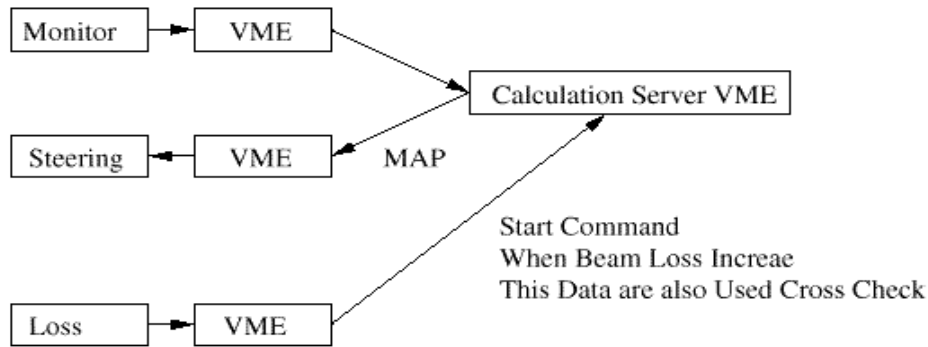 Monitor
VME
Calculation Server VME
Steering
VME
MAP
Start Command
When Beam Loss Increae
This Data are also Used Cross Check
Loss
VME